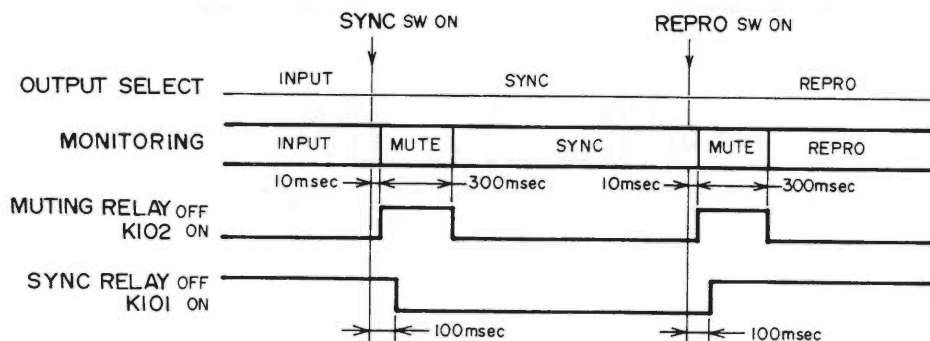 SYNC SW ON REPRO SW ON
OUTPUT SELECT INPUT SYNC REPRO
MONITORING INPUT MUTE SYNC MUTE REPRO
10msec 300msec 10msec 300msec
MUTING RELAY OFF
K102 ON
SYNC RELAY OFF
K101 ON
100msec 100msec